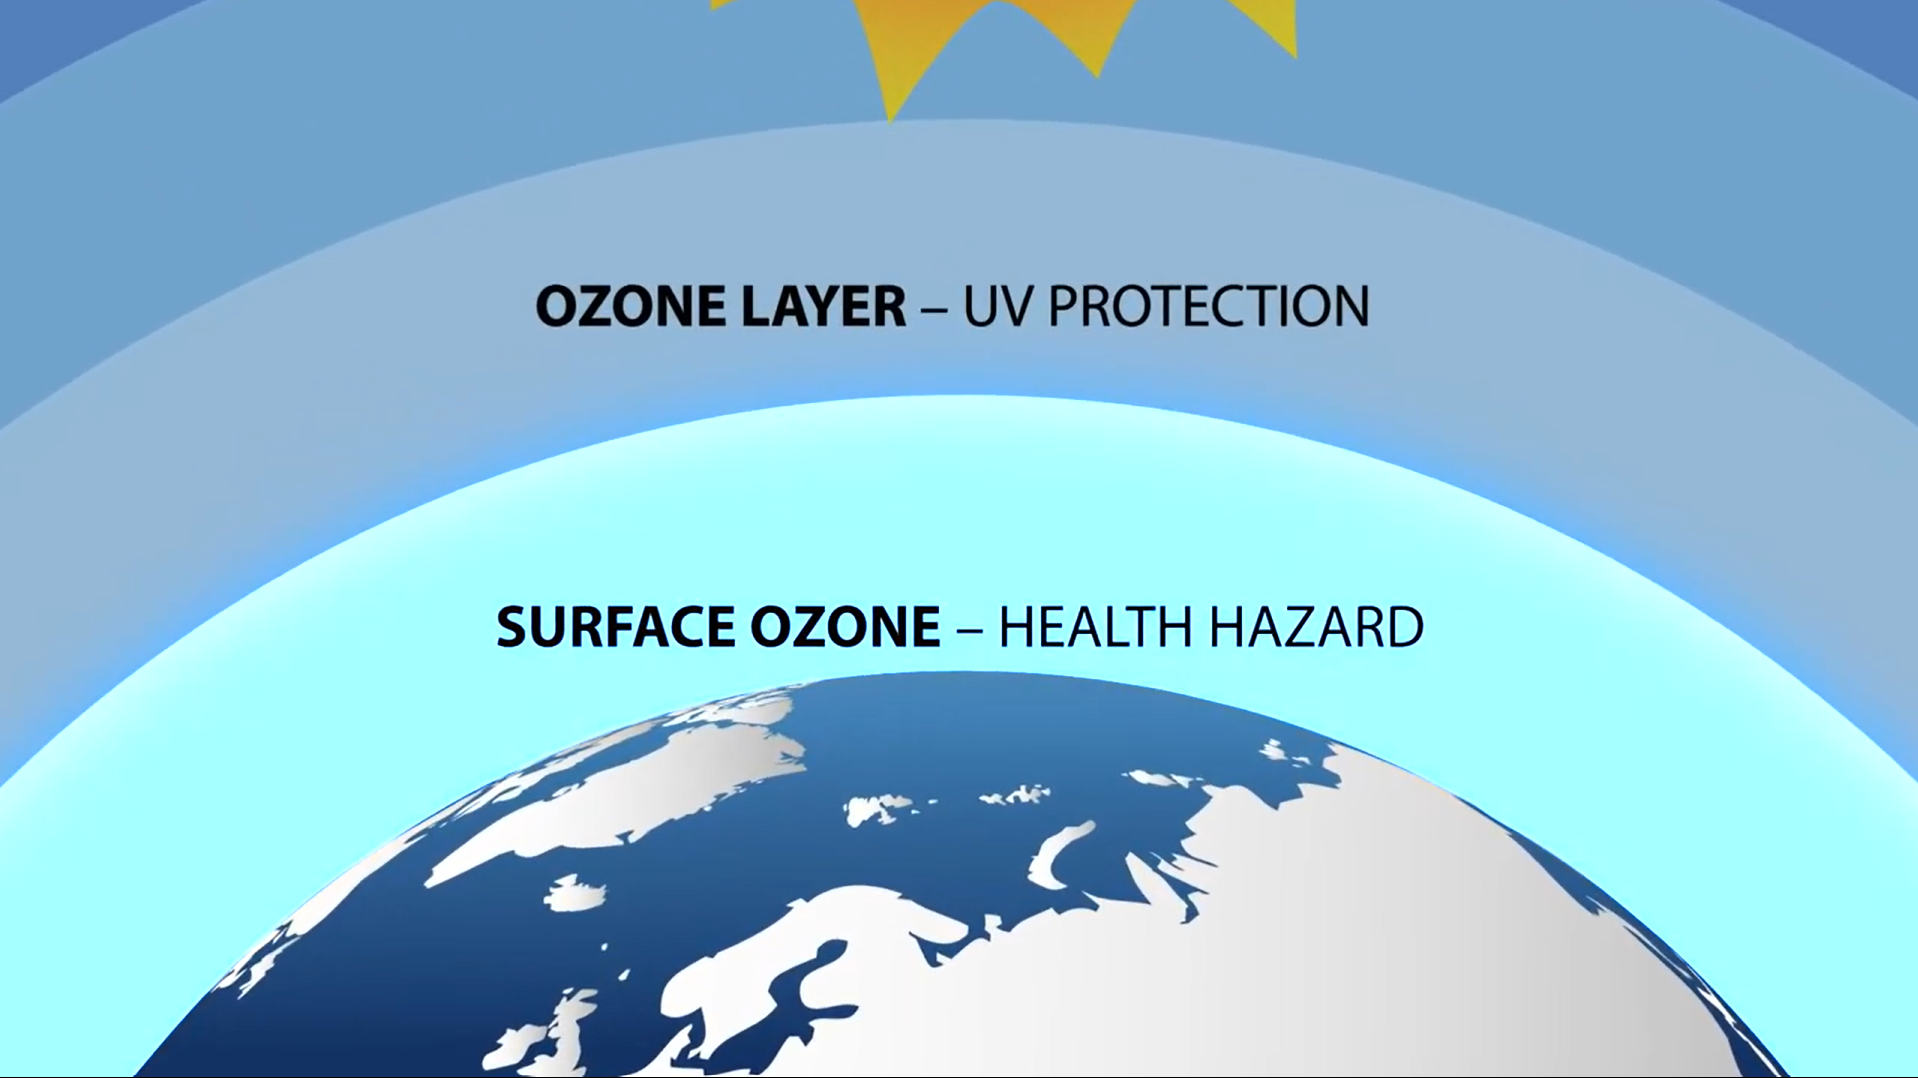 OZONE LAYER – UV PROTECTION
SURFACE OZONE – HEALTH HAZARD